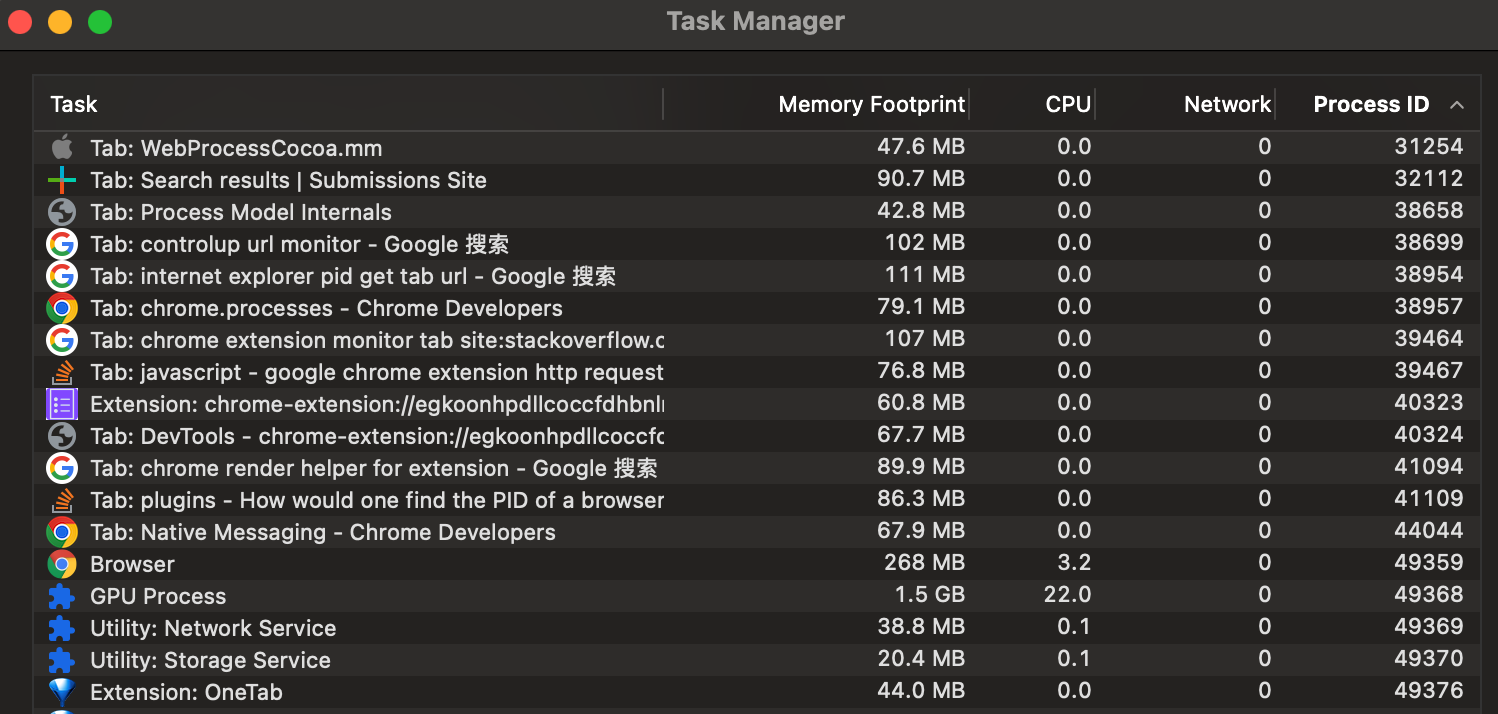 Task Manager
Task Memory Footprint CPU Network Process ID
Tab: WebProcessCocoa.mm 47.6 MB 0.0 0 31254
Tab: Search results | Submissions Site 90.7 MB 0.0 0 32112
Tab: Process Model Internals 42.8 MB 0.0 0 38658
Tab: controlup url monitor - Google 搜索 102 MB 0.0 0 38699
Tab: internet explorer pid get tab url - Google 搜索 111 MB 0.0 0 38954
Tab: chrome.processes - Chrome Developers 79.1 MB 0.0 0 38957
Tab: chrome extension monitor tab site:stackoverflow.c 107 MB 0.0 0 39464
Tab: javascript - google chrome extension http request 76.8 MB 0.0 0 39467
Extension: chrome-extension://egkoonhpdllcoccfdhbnlr 60.8 MB 0.0 0 40323
Tab: DevTools - chrome-extension://egkoonhpdllcoccfc 67.7 MB 0.0 0 40324
Tab: chrome render helper for extension - Google 搜索 89.9 MB 0.0 0 41094
Tab: plugins - How would one find the PID of a browser 86.3 MB 0.0 0 41109
Tab: Native Messaging - Chrome Developers 67.9 MB 0.0 0 44044
Browser 268 MB 3.2 0 49359
GPU Process 1.5 GB 22.0 0 49368
Utility: Network Service 38.8 MB 0.1 0 49369
Utility: Storage Service 20.4 MB 0.1 0 49370
Extension: OneTab 44.0 MB 0.0 0 49376